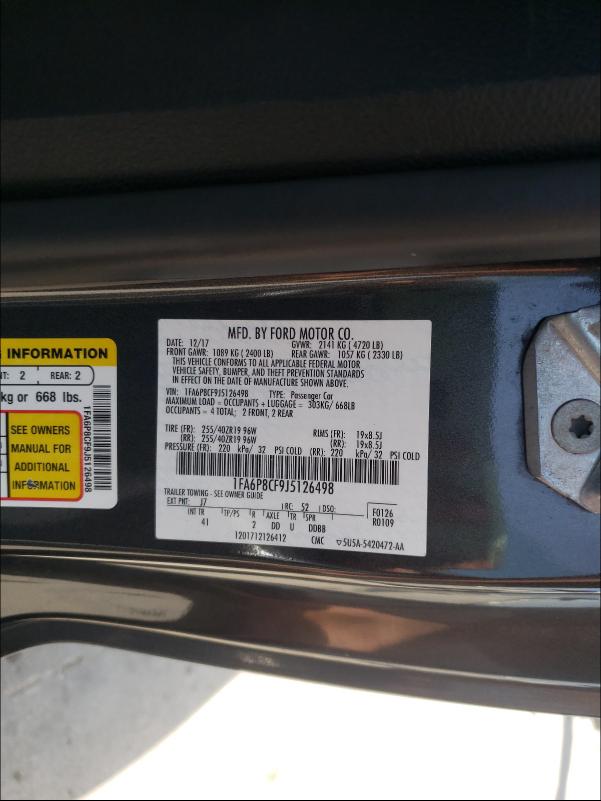 G INFORMATION
NT: 2 REAR: 2
kg or 668 lbs.
SEE OWNERS
MANUAL FOR
ADDITIONAL
INFORMATION
1FA6P8CF9J5126498
MFD. BY FORD MOTOR CO.
DATE: 12/17 GVWR: 2141 KG ( 4720 LB)
FRONT GAWR: 1089 KG ( 2400 LB) REAR GAWR: 1057 KG ( 2330 LB)
THIS VEHICLE CONFORMS TO ALL APPLICABLE FEDERAL MOTOR
VEHICLE SAFETY, BUMPER, AND THEFT PREVENTION STANDARDS
IN EFFECT ON THE DATE OF MANUFACTURE SHOWN ABOVE.
VIN: 1FA6P8CF9J5126498 TYPE: Passenger Car
MAXIMUM LOAD = OCCUPANTS + LUGGAGE = 303KG/ 668LB
OCCUPANTS = 4 TOTAL; 2 FRONT, 2 REAR
TIRE (FR): 255/40ZR19 96W RIMS (FR): 19x8.5J
(RR): 255/40ZR19 96W (RR): 19x8.5J
PRESSURE (FR): 220 kPa/ 32 PSI COLD (RR): 220 kPa/ 32 PSI COLD
1FA6P8CF9J5126498
TRAILER TOWING - SEE OWNER GUIDE
EXT PNT: J7 RC: 52 DSO: F0126
INT TR TP/PS R AXLE TR SPR R0109
41 2 DD U DDBB
1201712126412 CMC ▽5U5A-5420472-AA